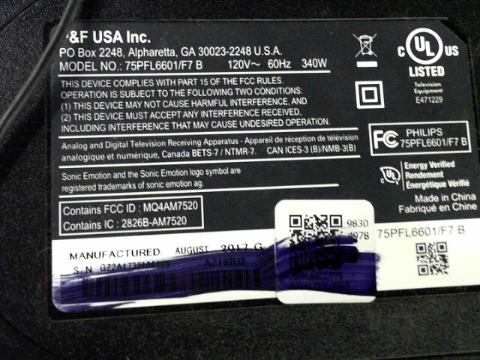 P&F USA Inc.
PO Box 2248, Alpharetta, GA 30023-2248 U.S.A.
MODEL NO.: 75PFL6601/F7 B 120V~ 60Hz 340W
THIS DEVICE COMPLIES WITH PART 15 OF THE FCC RULES.
OPERATION IS SUBJECT TO THE FOLLOWING TWO CONDITIONS:
(1) THIS DEVICE MAY NOT CAUSE HARMFUL INTERFERENCE, AND
(2) THIS DEVICE MUST ACCEPT ANY INTERFERENCE RECEIVED,
INCLUDING INTERFERENCE THAT MAY CAUSE UNDESIRED OPERATION.
Analog and Digital Television Receiving Apparatus - Appareil de réception de télévision
analogique et numérique, Canada BETS-7 / NTMR-7. CAN ICES-3 (B)/NMB-3(B)
Sonic Emotion and the Sonic Emotion logo symbol are
registered trademarks of sonic emotion ag.
Contains FCC ID : MQ4AM7520
Contains IC : 2826B-AM7520
C UL US
LISTED
Television
Equipment
E471229
FC PHILIPS
75PFL6601/F7 B
Energy Verified
Rendement
Énergétique Vérifié
Made in China
Fabriqué en Chine
MANUFACTURED: AUGUST 2017 G
S/N
9830
4978
75PFL6601/F7 B